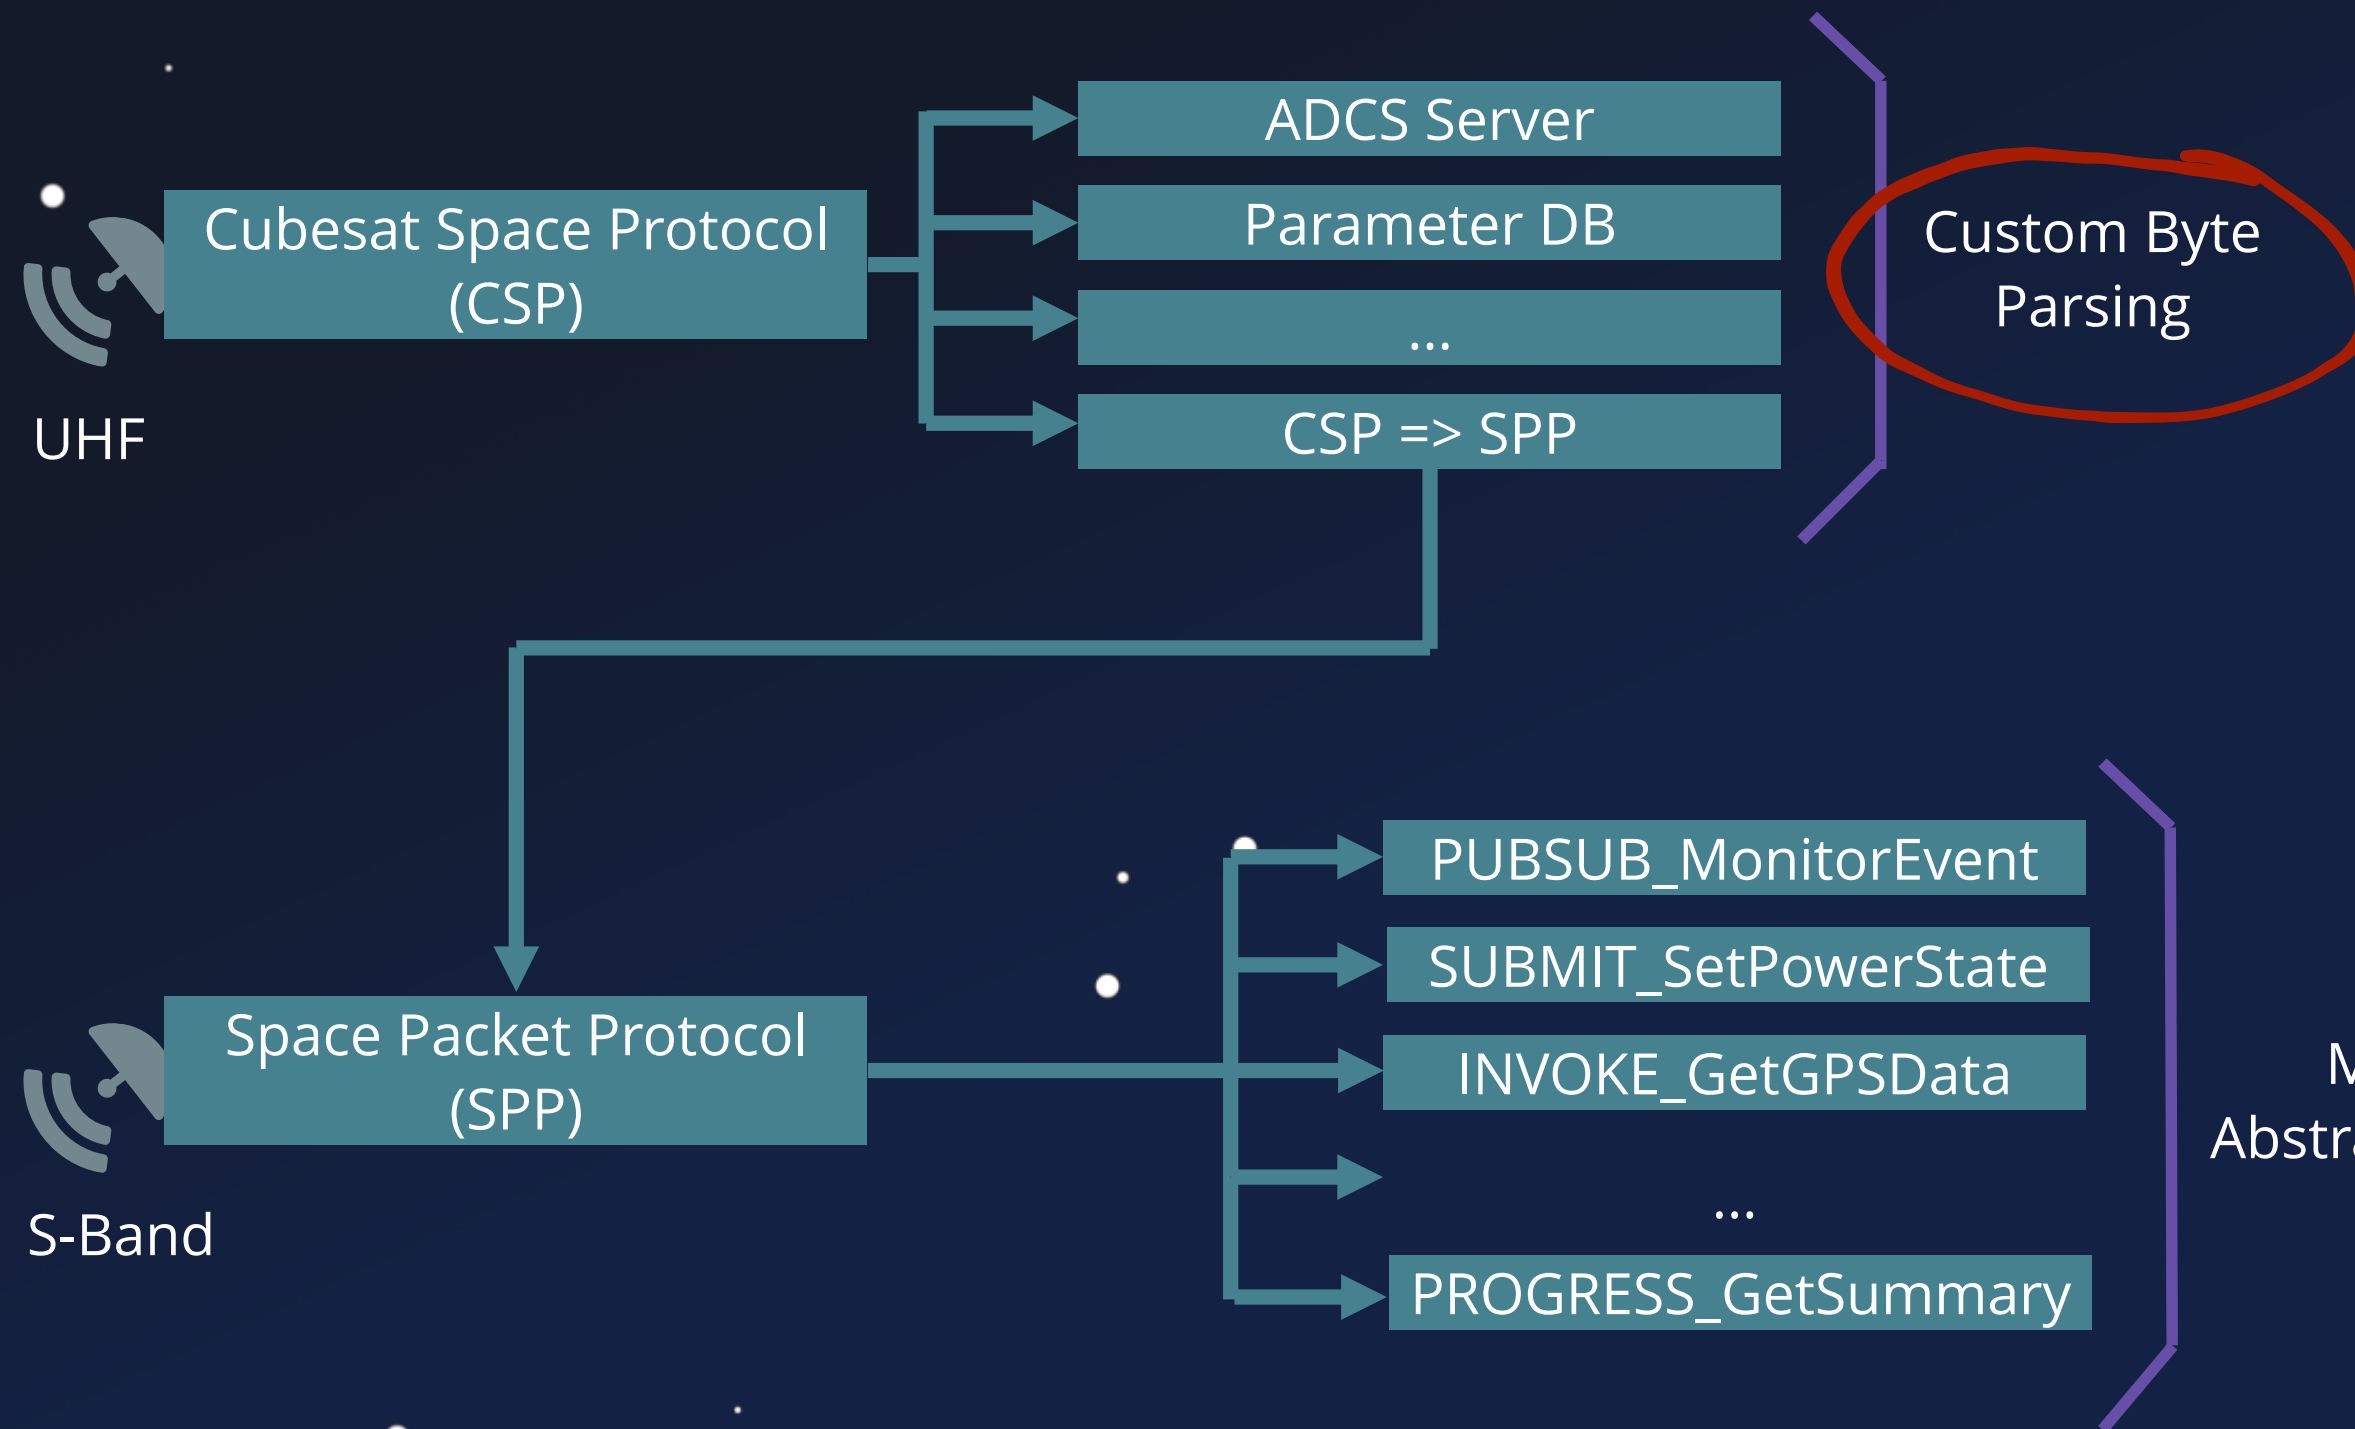 ADCS Server
Cubesat Space Protocol
(CSP)
Parameter DB
...
CSP => SPP
Custom Byte
Parsing
UHF
PUBSUB_MonitorEvent
SUBMIT_SetPowerState
Space Packet Protocol
(SPP)
INVOKE_GetGPSData
...
PROGRESS_GetSummary
S-Band